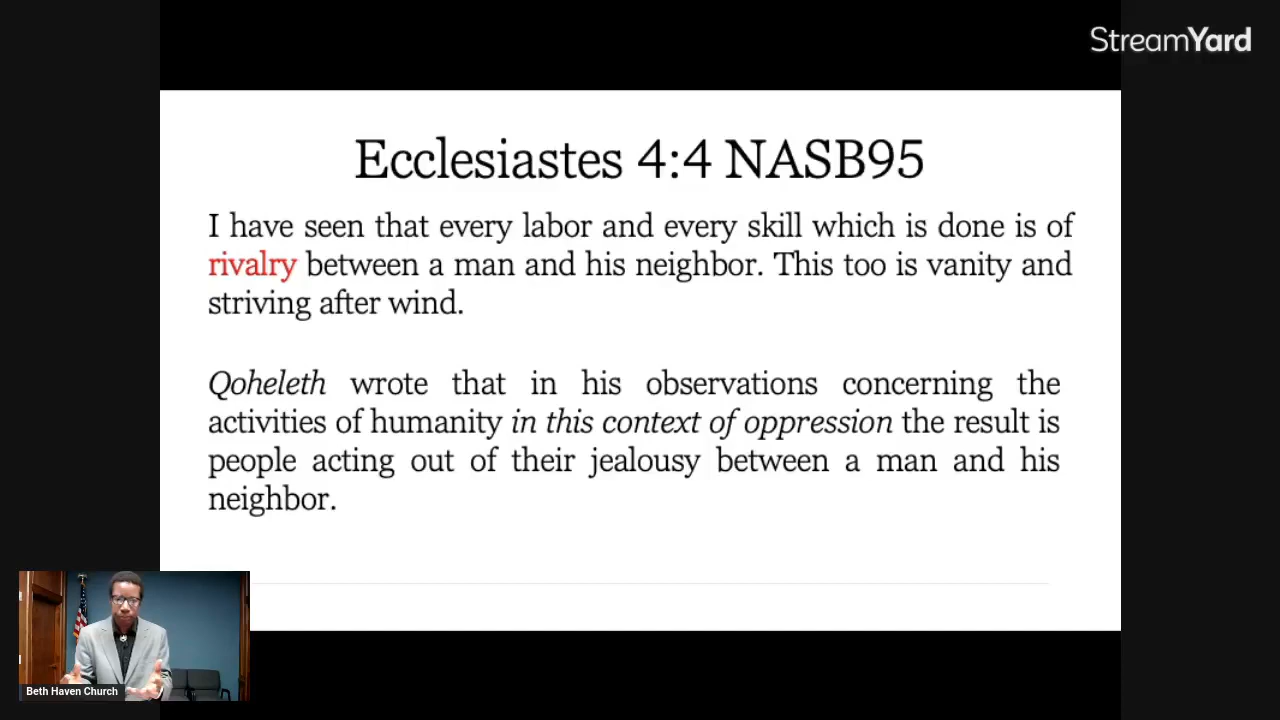 StreamYard
Ecclesiastes 4:4 NASB95
I have seen that every labor and every skill which is done is of
rivalry between a man and his neighbor. This too is vanity and
striving after wind.
Qoheleth wrote that in his observations concerning the
activities of humanity in this context of oppression the result is
people acting out of their jealousy between a man and his
neighbor.
Beth Haven Church